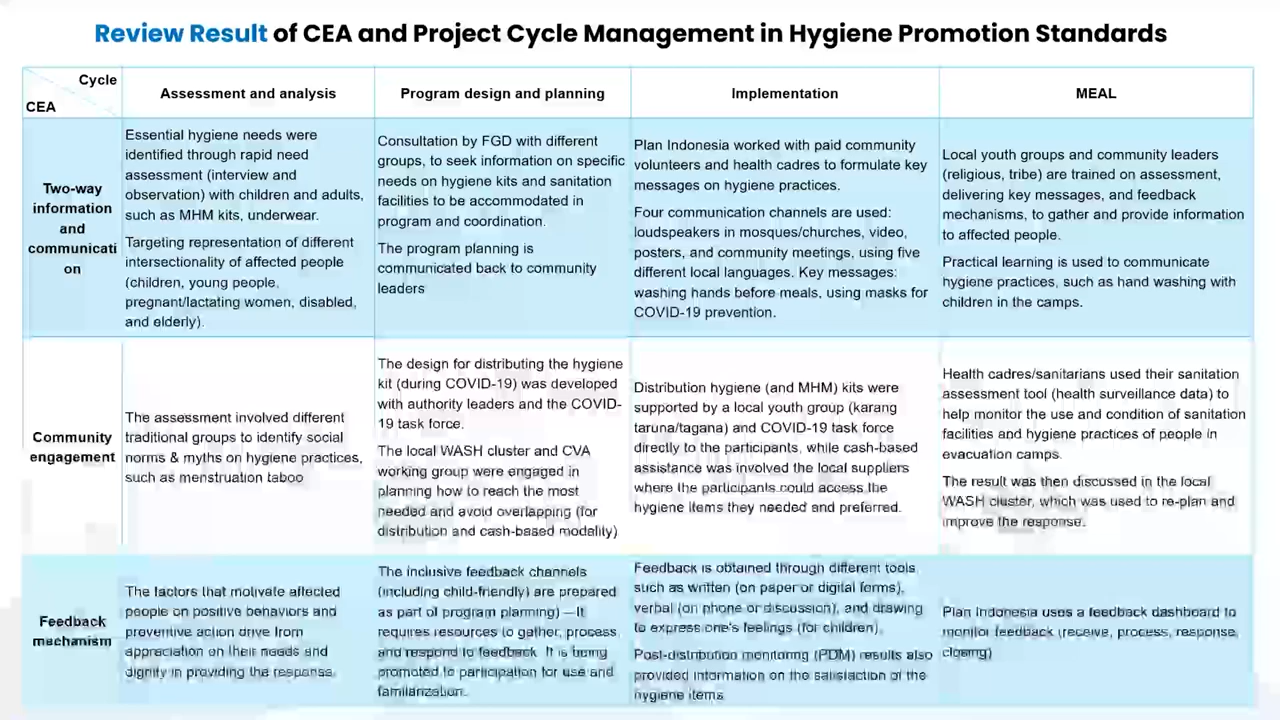 Review Result of CEA and Project Cycle Management in Hygiene Promotion Standards
Cycle
CEA
Assessment and analysis
Program design and planning
Implementation
MEAL
Two-way
information
and
communicati
on
Essential hygiene needs were
identified through rapid need
assessment (interview and
observation) with children and adults,
such as MHM kits, underwear.
Targeting representation of different
intersectionality of affected people
(children, young people,
pregnant/lactating women, disabled,
and elderly).
Consultation by FGD with different
groups, to seek information on specific
needs on hygiene kits and sanitation
facilities to be accommodated in
program and coordination.
The program planning is
communicated back to community
leaders
Plan Indonesia worked with paid community
volunteers and health cadres to formulate key
messages on hygiene practices.
Four communication channels are used:
loudspeakers in mosques/churches, video,
posters, and community meetings, using five
different local languages. Key messages:
washing hands before meals, using masks for
COVID-19 prevention.
Local youth groups and community leaders
(religious, tribe) are trained on assessment,
delivering key messages, and feedback
mechanisms, to gather and provide information
to affected people.
Practical learning is used to communicate
hygiene practices, such as hand washing with
children in the camps.
Community
engagement
The assessment involved different
traditional groups to identify social
norms & myths on hygiene practices,
such as menstruation taboo
The design for distributing the hygiene
kit (during COVID-19) was developed
with authority leaders and the COVID-
19 task force.
The local WASH cluster and CVA
working group were engaged in
planning how to reach the most
needed and avoid overlapping (for
distribution and cash-based modality)
Distribution hygiene (and MHM) kits were
supported by a local youth group (karang
taruna/tagana) and COVID-19 task force
directly to the participants, while cash-based
assistance was involved the local suppliers
where the participants could access the
hygiene items they needed and preferred.
Health cadres/sanitarians used their sanitation
assessment tool (health surveillance data) to
help monitor the use and condition of sanitation
facilities and hygiene practices of people in
evacuation camps.
The result was then discussed in the local
WASH cluster, which was used to re-plan and
improve the response.
Feedback
mechanism
The factors that motivate affected
people on positive behaviors and
preventive action drive from
appreciation on their needs and
dignity in providing the response.
The inclusive feedback channels
(including child-friendly) are prepared
as part of program planning) – It
requires resources to gather, process,
and respond to feedback. It is being
promoted to participation for use and
familiarization.
Feedback is obtained through different tools
such as written (on paper or digital forms),
verbal (on phone or discussion), and drawing
to express one's feelings (for children).
Post-distribution monitoring (PDM) results also
provided information on the satisfaction of the
hygiene items
Plan Indonesia uses a feedback dashboard to
monitor feedback (receive, process, response,
closing)